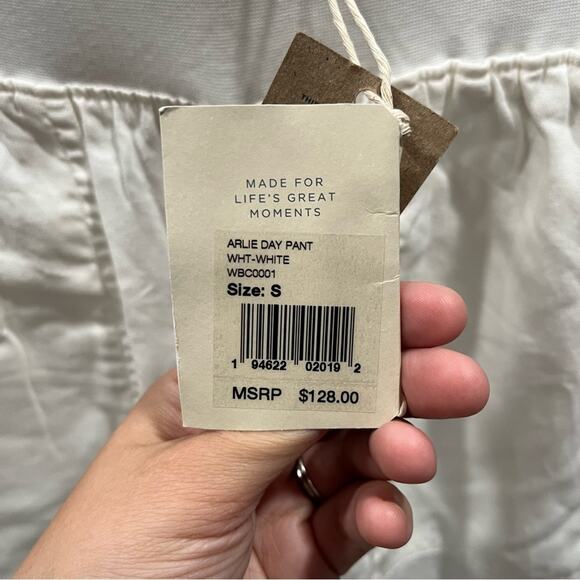 MADE FOR
LIFE'S GREAT
MOMENTS
ARLIE DAY PANT
WHT-WHITE
WBC0001
Size: S
1 94622 02019 2
MSRP $128.00